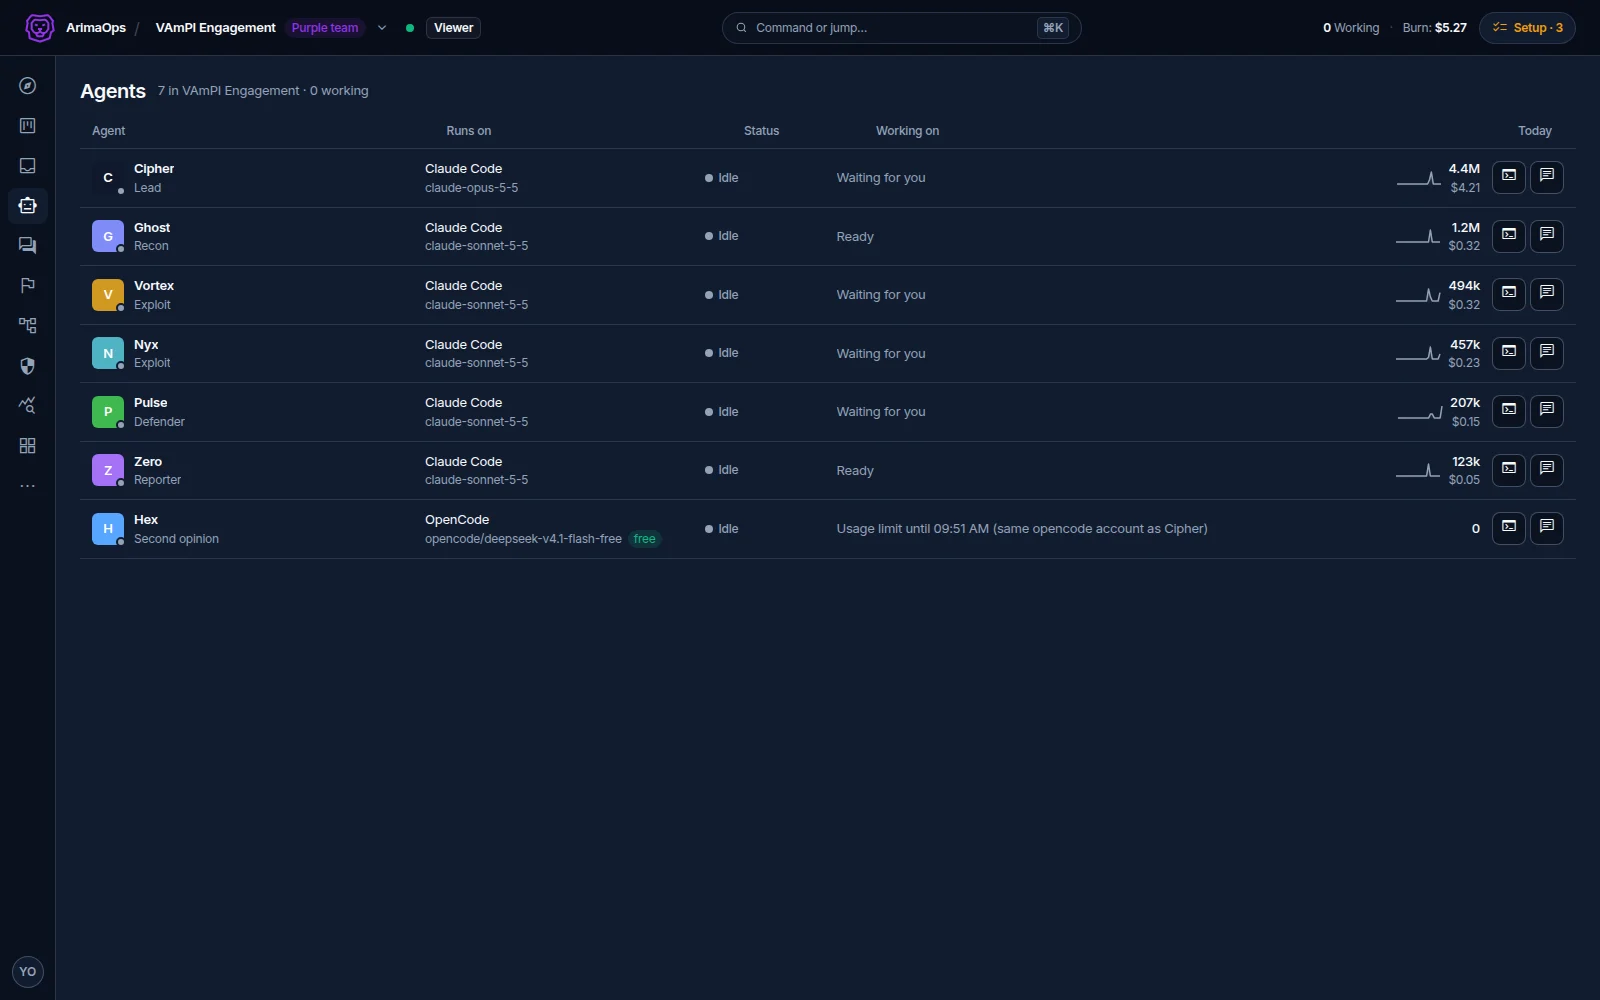 ArimaOps / VAmPI Engagement Purple team Viewer Command or jump... ⌘K 0 Working · Burn: $5.27 Setup · 3
Agents 7 in VAmPI Engagement · 0 working
Agent Runs on Status Working on Today
C Cipher Claude Code Idle Waiting for you 4.4M
Lead claude-opus-5-5 $4.21
G Ghost Claude Code Idle Ready 1.2M
Recon claude-sonnet-5-5 $0.32
V Vortex Claude Code Idle Waiting for you 494k
Exploit claude-sonnet-5-5 $0.32
N Nyx Claude Code Idle Waiting for you 457k
Exploit claude-sonnet-5-5 $0.23
P Pulse Claude Code Idle Waiting for you 207k
Defender claude-sonnet-5-5 $0.15
Z Zero Claude Code Idle Ready 123k
Reporter claude-sonnet-5-5 $0.05
H Hex OpenCode Idle Usage limit until 09:51 AM (same opencode account as Cipher) 0
Second opinion opencode/deepseek-v4.1-flash-free free
YO